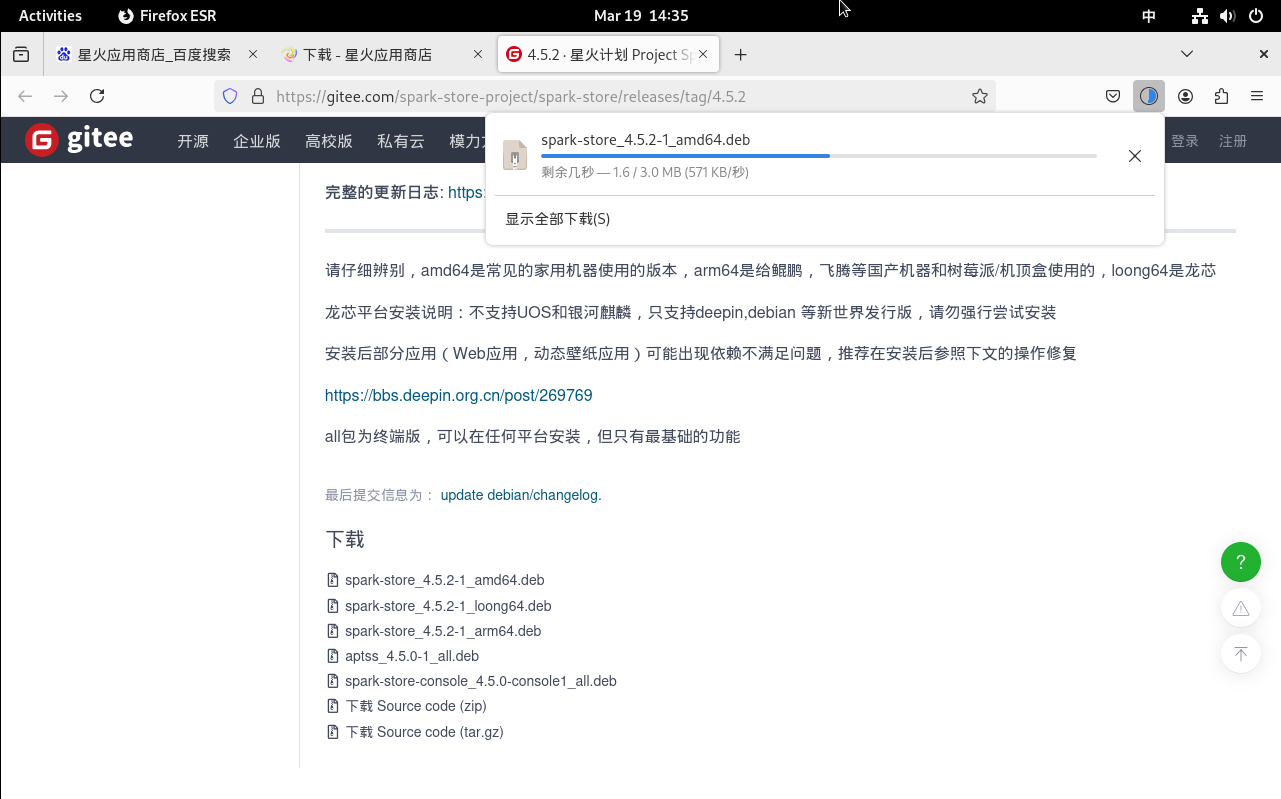 Activities Firefox ESR Mar 19 14:35 中
星火应用商店_百度搜索 下载 - 星火应用商店 4.5.2 · 星火计划 Project Sp
https://gitee.com/spark-store-project/spark-store/releases/tag/4.5.2
gitee 开源 企业版 高校版 私有云 模力 登录 注册
spark-store_4.5.2-1_amd64.deb
剩余几秒 — 1.6 / 3.0 MB (571 KB/秒)
显示全部下载(S)
完整的更新日志: https:
请仔细辨别，amd64是常见的家用机器使用的版本，arm64是给鲲鹏，飞腾等国产机器和树莓派/机顶盒使用的，loong64是龙芯
龙芯平台安装说明：不支持UOS和银河麒麟，只支持deepin,debian 等新世界发行版，请勿强行尝试安装
安装后部分应用（Web应用，动态壁纸应用）可能出现依赖不满足问题，推荐在安装后参照下文的操作修复
https://bbs.deepin.org.cn/post/269769
all包为终端版，可以在任何平台安装，但只有最基础的功能
最后提交信息为： update debian/changelog.
下载
spark-store_4.5.2-1_amd64.deb
spark-store_4.5.2-1_loong64.deb
spark-store_4.5.2-1_arm64.deb
aptss_4.5.0-1_all.deb
spark-store-console_4.5.0-console1_all.deb
下载 Source code (zip)
下载 Source code (tar.gz)